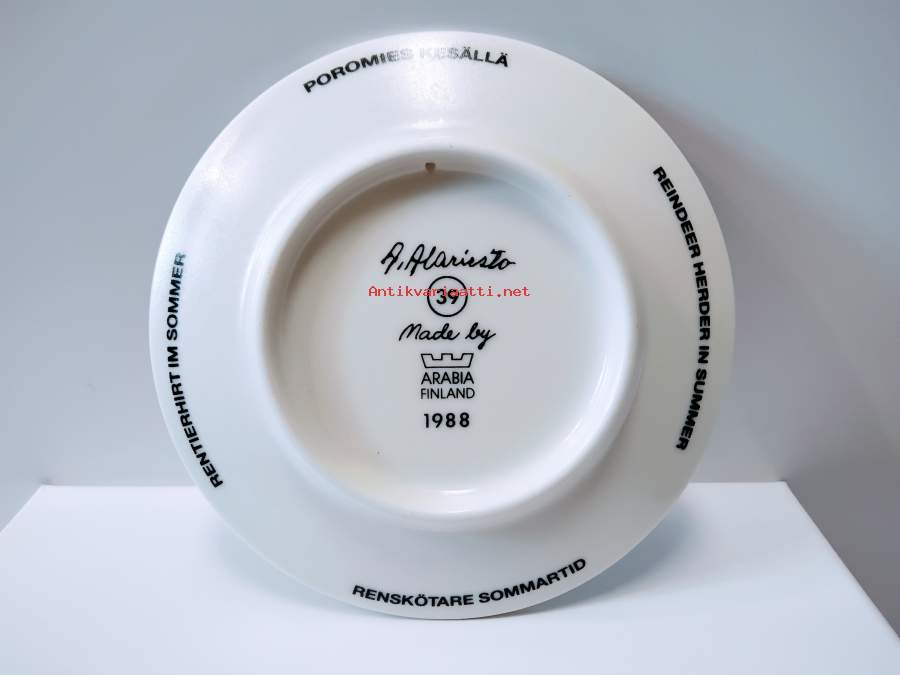 POROMIES KESÄLLÄ
REINDEER HERDER IN SUMMER
RENTIERHIRT IM SOMMER
A. Alariesto
Antikvariaatti.net
39
Made by
ARABIA
FINLAND
1988
RENSKÖTARE SOMMARTID